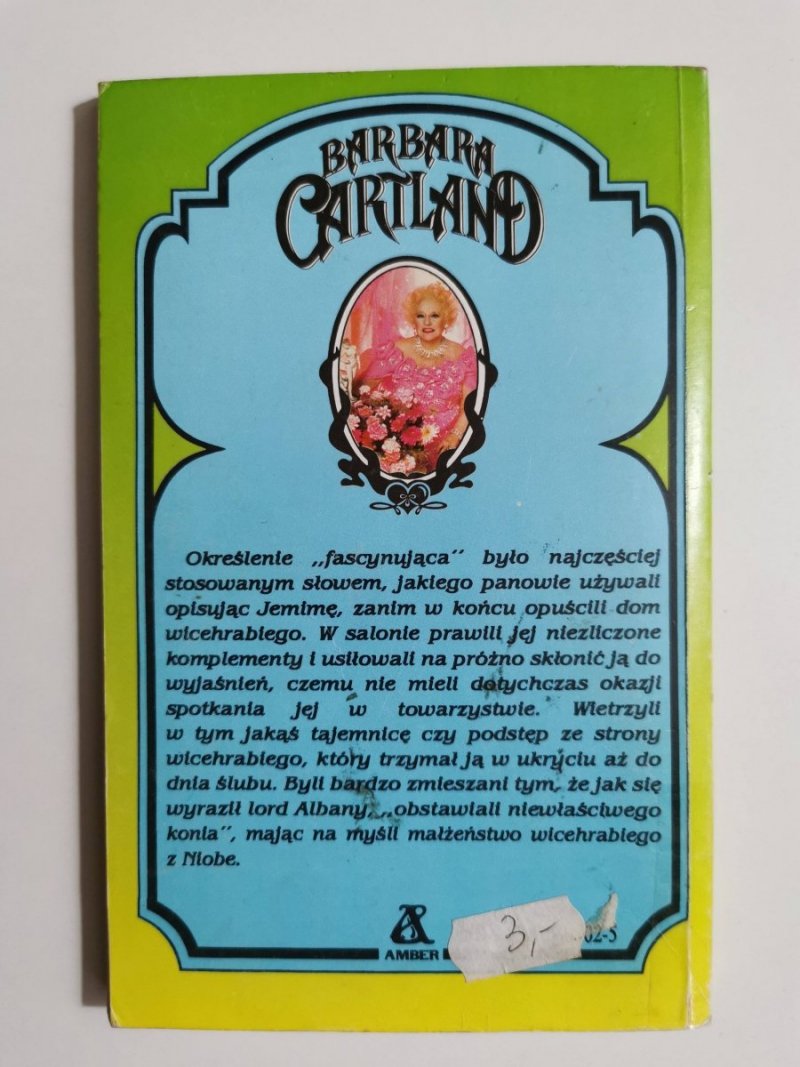 BARBARA
CARTLAND
Określenie „fascynująca" było najczęściej
stosowanym słowem, jakiego panowie używali
opisując Jemimę, zanim w końcu opuścili dom
wicehrabiego. W salonie prawili jej niezliczone
komplementy i usiłowali na próżno skłonić ją do
wyjaśnień, czemu nie mieli dotychczas okazji
spotkania jej w towarzystwie. Wietrzyli
w tym jakąś tajemnicę czy podstęp ze strony
wicehrabiego, który trzymał ją w ukryciu aż do
dnia ślubu. Byli bardzo zmieszani tym, że jak się
wyraził lord Albany, „obstawiali niewłaściwego
konia", mając na myśli małżeństwo wicehrabiego
z Niobe.
AMBER
3,-
02-5